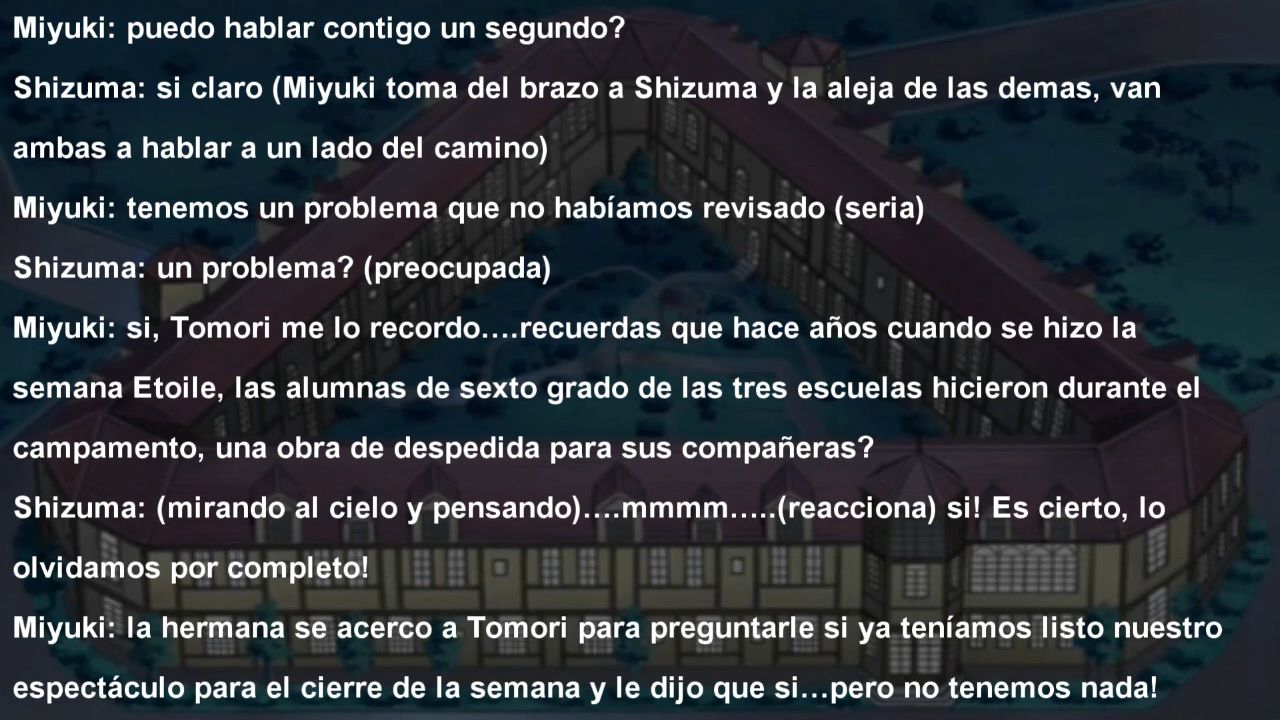 Miyuki: puedo hablar contigo un segundo?
Shizuma: si claro (Miyuki toma del brazo a Shizuma y la aleja de las demas, van
ambas a hablar a un lado del camino)
Miyuki: tenemos un problema que no habíamos revisado (seria)
Shizuma: un problema? (preocupada)
Miyuki: si, Tomori me lo recordo….recuerdas que hace años cuando se hizo la
semana Etoile, las alumnas de sexto grado de las tres escuelas hicieron durante el
campamento, una obra de despedida para sus compañeras?
Shizuma: (mirando al cielo y pensando)….mmmm…..(reacciona) si! Es cierto, lo
olvidamos por completo!
Miyuki: la hermana se acerco a Tomori para preguntarle si ya teníamos listo nuestro
espectáculo para el cierre de la semana y le dijo que si…pero no tenemos nada!